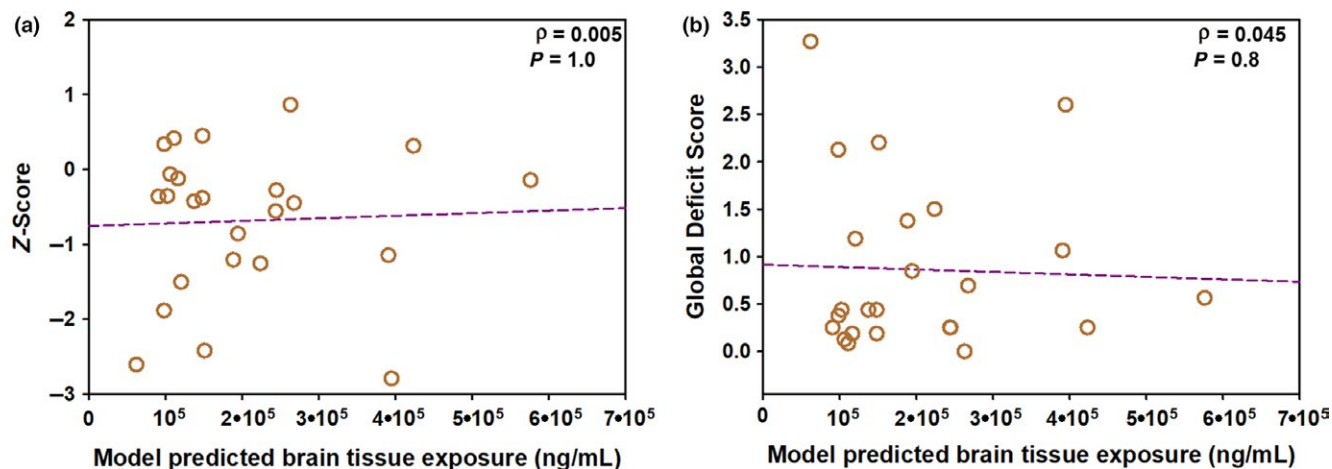 (a)
ρ = 0.005
P = 1.0
Z-Score
2
1
0
–1
–2
–3
0 10⁵ 2•10⁵ 3•10⁵ 4•10⁵ 5•10⁵ 6•10⁵ 7•10⁵
Model predicted brain tissue exposure (ng/mL)
(b)
ρ = 0.045
P = 0.8
Global Deficit Score
3.5
3.0
2.5
2.0
1.5
1.0
0.5
0.0
0 10⁵ 2•10⁵ 3•10⁵ 4•10⁵ 5•10⁵ 6•10⁵ 7•10⁵
Model predicted brain tissue exposure (ng/mL)